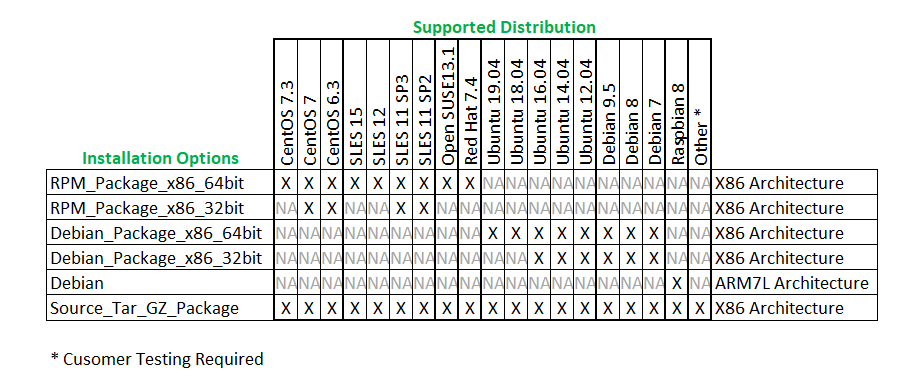 Supported Distribution
Installation Options CentOS 7.3 CentOS 7 CentOS 6.3 SLES 15 SLES 12 SLES 11 SP3 SLES 11 SP2 Open SUSE13.1 Red Hat 7.4 Ubuntu 19.04 Ubuntu 18.04 Ubuntu 16.04 Ubuntu 14.04 Ubuntu 12.04 Debian 9.5 Debian 8 Debian 7 Raspbian 8 Other *
RPM_Package_x86_64bit X X X X X X X X X NA NA NA NA NA NA NA NA NA NA X86 Architecture
RPM_Package_x86_32bit NA X X NA NA X X NA NA NA NA NA NA NA NA NA NA NA NA X86 Architecture
Debian_Package_x86_64bit NA NA NA NA NA NA NA NA NA X X X X X X X X NA NA X86 Architecture
Debian_Package_x86_32bit NA NA NA NA NA NA NA NA NA NA NA X X X X X X NA NA X86 Architecture
Debian NA NA NA NA NA NA NA NA NA NA NA NA NA NA NA NA NA X NA ARM7L Architecture
Source_Tar_GZ_Package X X X X X X X X X X X X X X X X X X X X86 Architecture
* Cusomer Testing Required